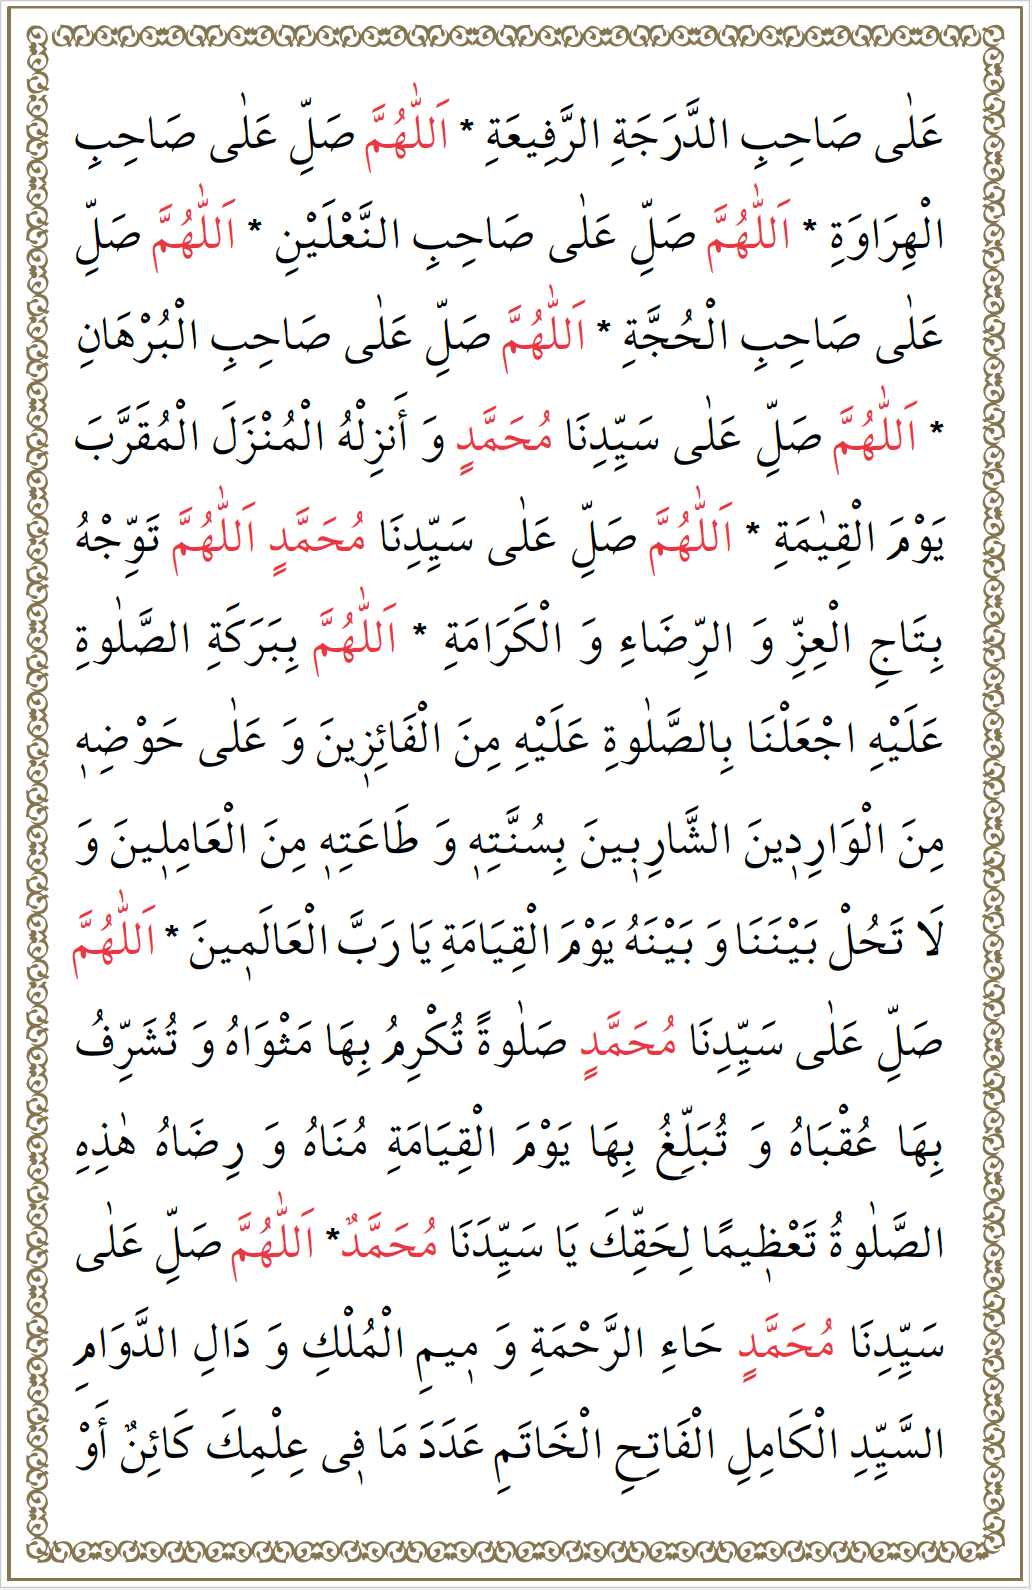 عَلٰى صَاحِبِ الدَّرَجَةِ الرَّفِيعَةِ * اَللّٰهُمَّ صَلِّ عَلٰى صَاحِبِ
الْهِرَاوَةِ * اَللّٰهُمَّ صَلِّ عَلٰى صَاحِبِ النَّعْلَيْنِ * اَللّٰهُمَّ صَلِّ
عَلٰى صَاحِبِ الْحُجَّةِ * اَللّٰهُمَّ صَلِّ عَلٰى صَاحِبِ الْبُرْهَانِ
* اَللّٰهُمَّ صَلِّ عَلٰى سَيِّدِنَا مُحَمَّدٍ وَ أَنزِلْهُ الْمُنْزَلَ الْمُقَرَّبَ
يَوْمَ الْقِيٰمَةِ * اَللّٰهُمَّ صَلِّ عَلٰى سَيِّدِنَا مُحَمَّدٍ اَللّٰهُمَّ تَوِّجْهُ
بِتَاجِ الْعِزِّ وَ الرِّضَاءِ وَ الْكَرَامَةِ * اَللّٰهُمَّ بِبَرَكَةِ الصَّلٰوةِ
عَلَيْهِ اجْعَلْنَا بِالصَّلٰوةِ عَلَيْهِ مِنَ الْفَائِزٖينَ وَ عَلٰى حَوْضِهٖ
مِنَ الْوَارِدٖينَ الشَّارِبٖينَ بِسُنَّتِهٖ وَ طَاعَتِهٖ مِنَ الْعَامِلٖينَ وَ
لَا تَحُلْ بَيْنَنَا وَ بَيْنَهُ يَوْمَ الْقِيَامَةِ يَا رَبَّ الْعَالَمٖينَ * اَللّٰهُمَّ
صَلِّ عَلٰى سَيِّدِنَا مُحَمَّدٍ صَلٰوةً تُكْرِمُ بِهَا مَثْوَاهُ وَ تُشَرِّفُ
بِهَا عُقْبَاهُ وَ تُبَلِّغُ بِهَا يَوْمَ الْقِيَامَةِ مُنَاهُ وَ رِضَاهُ هٰذِهِ
الصَّلٰوةُ تَعْظٖيمًا لِحَقِّكَ يَا سَيِّدَنَا مُحَمَّدٌ* اَللّٰهُمَّ صَلِّ عَلٰى
سَيِّدِنَا مُحَمَّدٍ حَاءِ الرَّحْمَةِ وَ مٖيمِ الْمُلْكِ وَ دَالِ الدَّوَامِ
السَّيِّدِ الْكَامِلِ الْفَاتِحِ الْخَاتَمِ عَدَدَ مَا فٖى عِلْمِكَ كَائِنٌ أَوْ